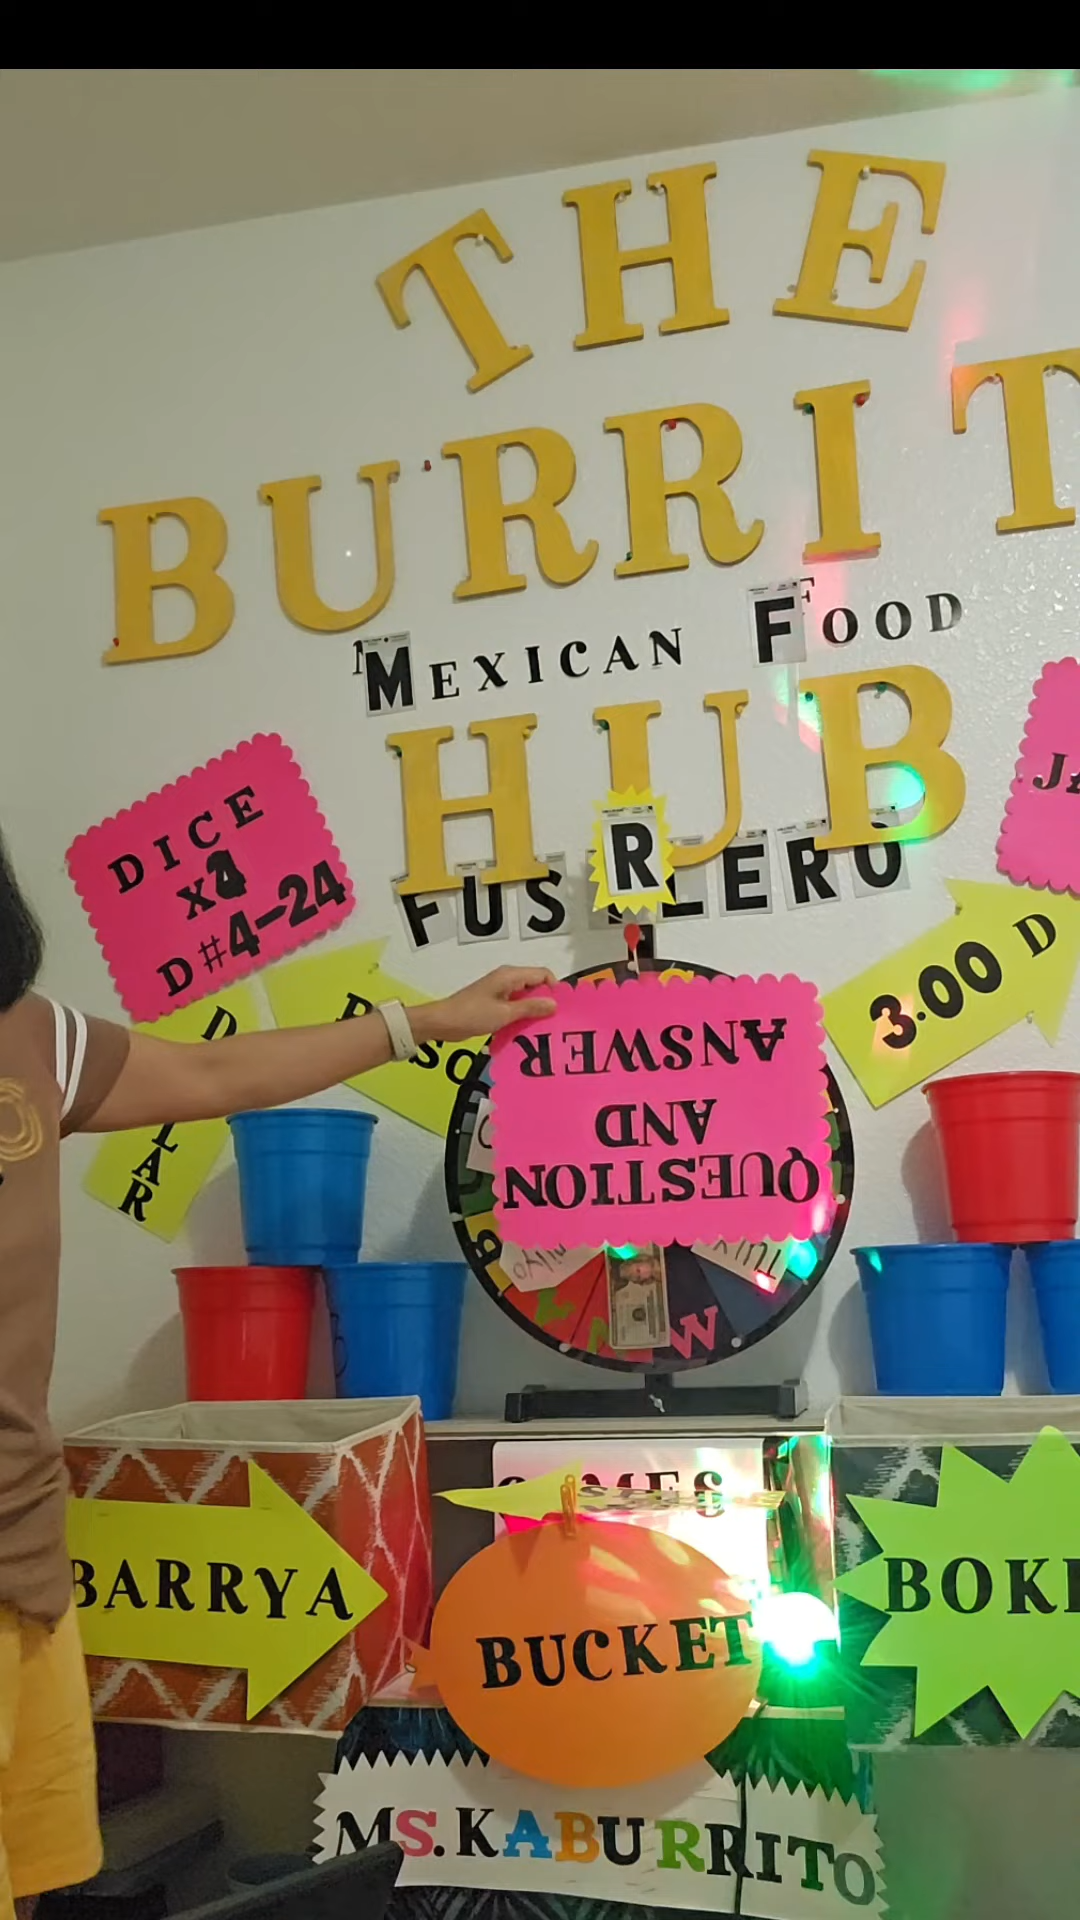 THE
BURRIT
MEXICAN FOOD
HUB
FUS R LERO
DICE
D#4-24
3.00 D
QUESTION
AND
ANSWER
BARRYA
BUCKET
BOK
MS.KABURRITO